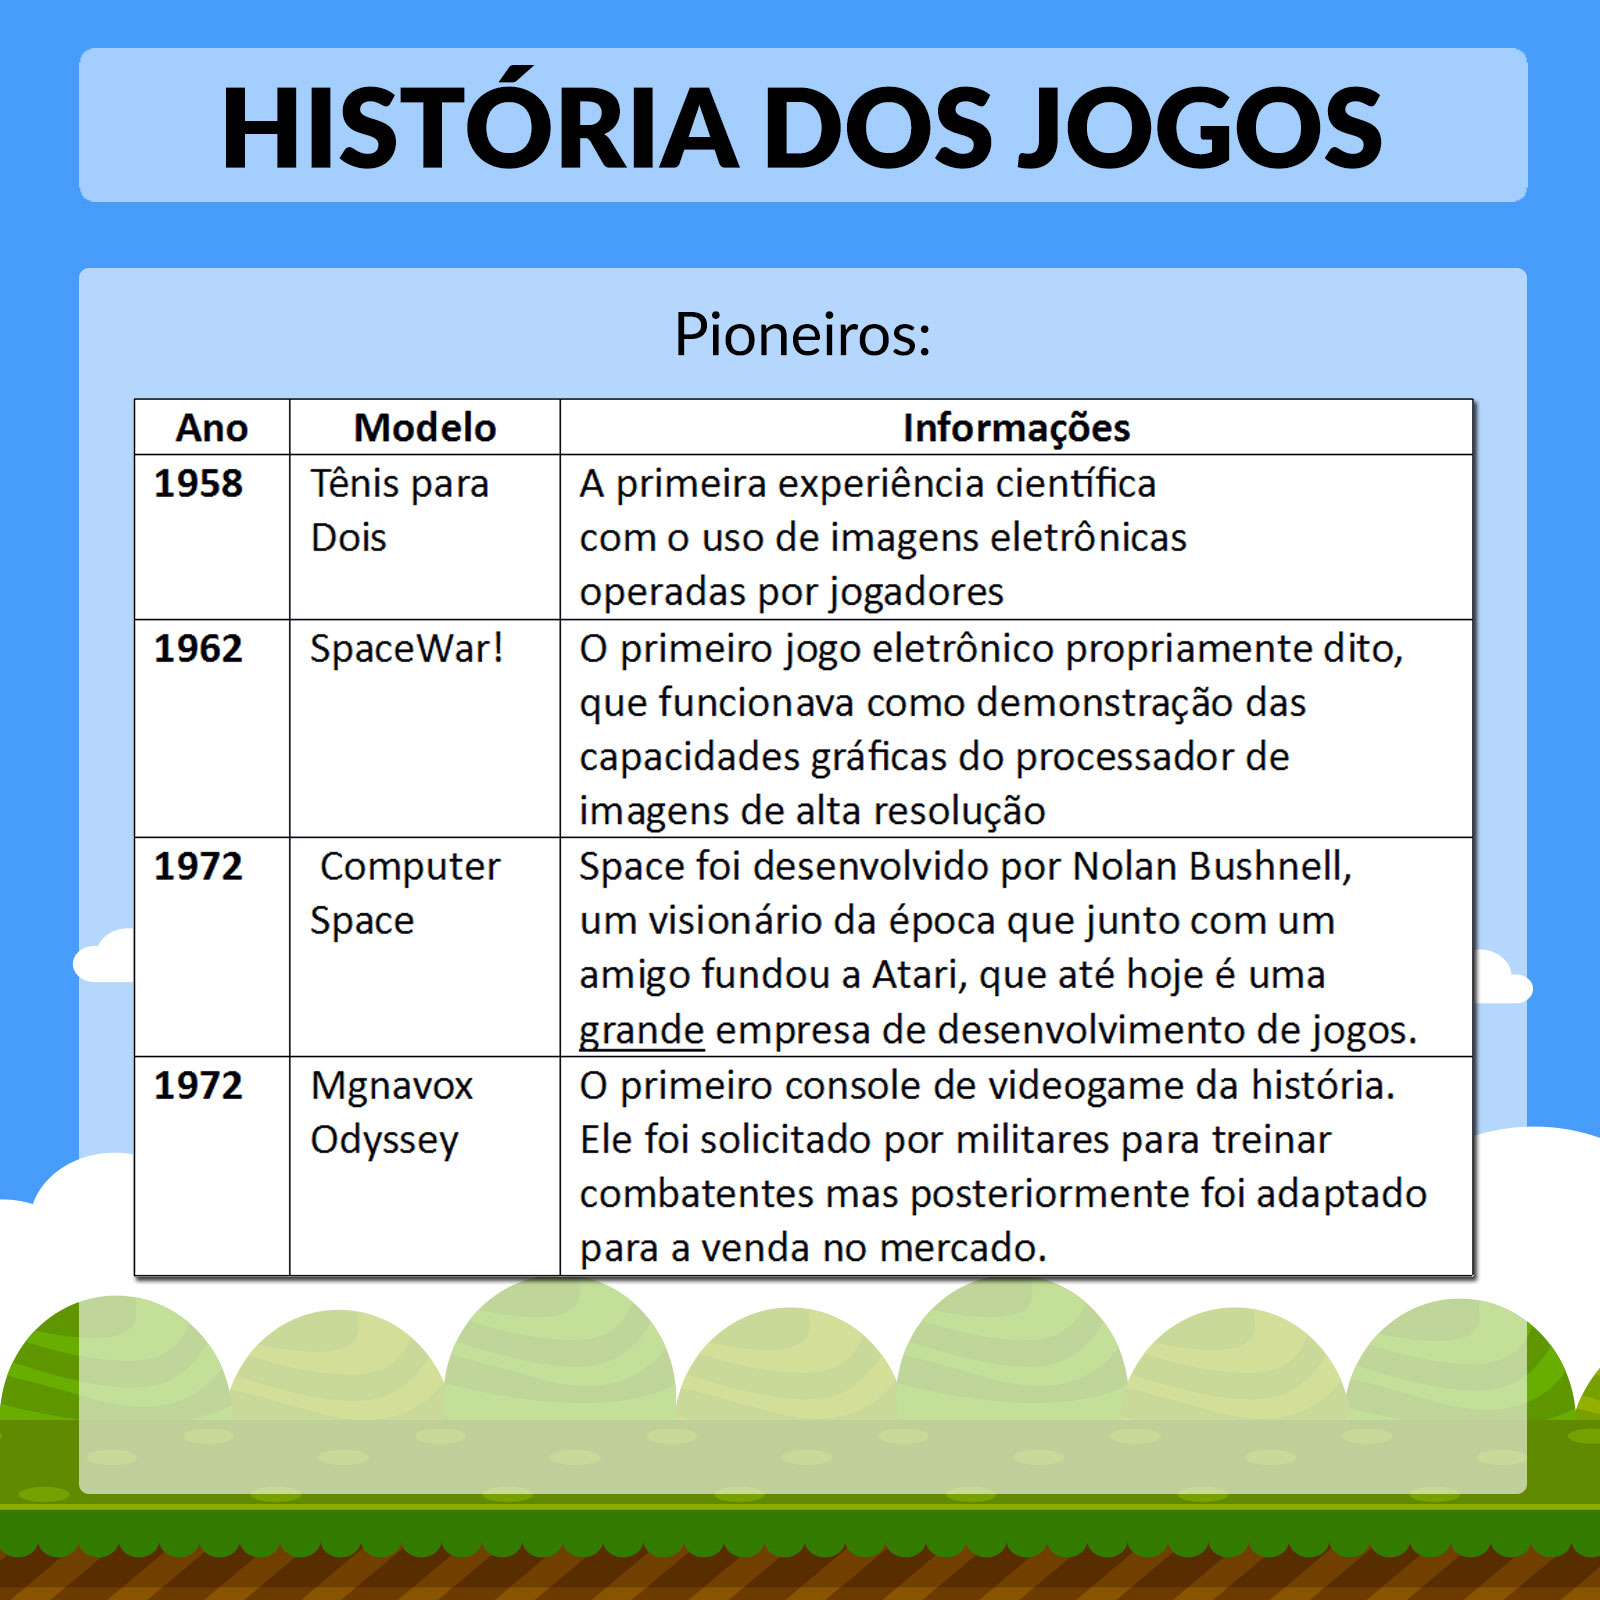 HISTÓRIA DOS JOGOS
Pioneiros:
Ano Modelo Informações
1958 Tênis para Dois A primeira experiência científica
com o uso de imagens eletrônicas
operadas por jogadores
1962 SpaceWar! O primeiro jogo eletrônico propriamente dito,
que funcionava como demonstração das
capacidades gráficas do processador de
imagens de alta resolução
1972 Computer Space Space foi desenvolvido por Nolan Bushnell,
um visionário da época que junto com um
amigo fundou a Atari, que até hoje é uma
grande empresa de desenvolvimento de jogos.
1972 Mgnavox Odyssey O primeiro console de videogame da história.
Ele foi solicitado por militares para treinar
combatentes mas posteriormente foi adaptado
para a venda no mercado.